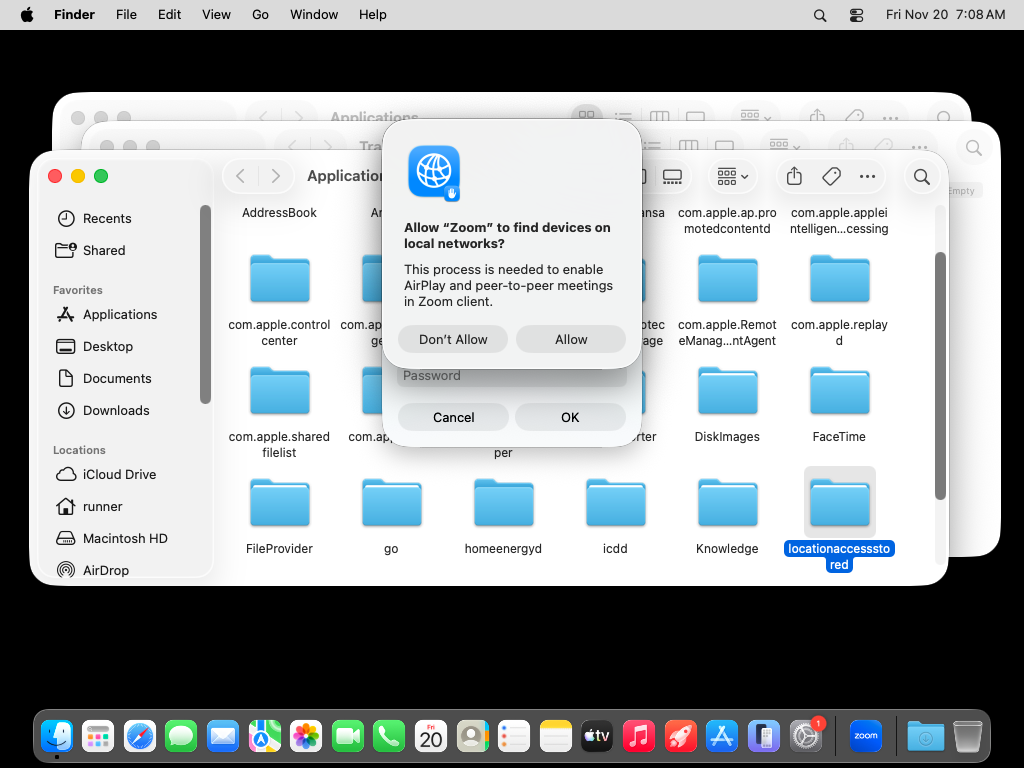 Finder File Edit View Go Window Help Fri Nov 20 7:08 AM
Applications
Empty
Recents
Shared
Favorites
Applications
Desktop
Documents
Downloads
Locations
iCloud Drive
runner
Macintosh HD
AirDrop
AddressBook
com.apple.ap.pro
motedcontentd
com.apple.applei
ntelligen...cessing
com.apple.control
center
com.apple.Remot
eManag...ntAgent
com.apple.replay
d
com.apple.shared
filelist
per
DiskImages
FaceTime
FileProvider
go
homeenergyd
icdd
Knowledge
locationaccesssto
red
Allow “Zoom” to find devices on
local networks?
This process is needed to enable
AirPlay and peer-to-peer meetings
in Zoom client.
Don’t Allow
Allow
Password
Cancel
OK
Fri
20
tv
1
zoom